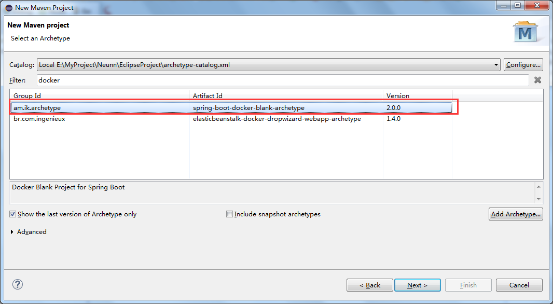 New Maven Project
New Maven project
Select an Archetype
Catalog: Local E:\MyProject\Neunn\EclipseProject\archetype-catalog.xml Configure...
Filter: docker
Group Id Artifact Id Version
am.ik.archetype spring-boot-docker-blank-archetype 2.0.0
br.com.ingenieux elasticbeanstalk-docker-dropwizard-webapp-archetype 1.4.0
Docker Blank Project for Spring Boot
Show the last version of Archetype only Include snapshot archetypes Add Archetype...
Advanced
< Back Next > Finish Cancel